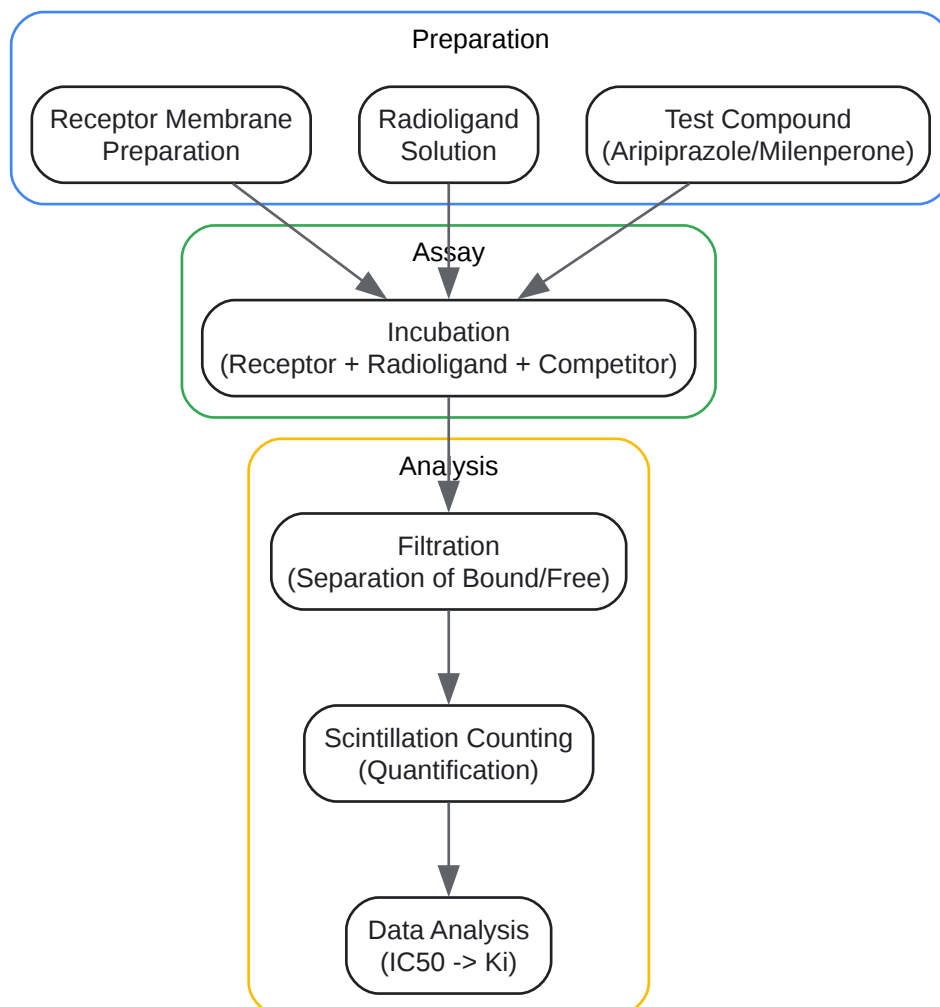 Preparation
Receptor Membrane
Preparation
Radioligand
Solution
Test Compound
(Aripiprazole/Milenperone)
Assay
Incubation
(Receptor + Radioligand + Competitor)
Analysis
Filtration
(Separation of Bound/Free)
Scintillation Counting
(Quantification)
Data Analysis
(IC50 -> Ki)